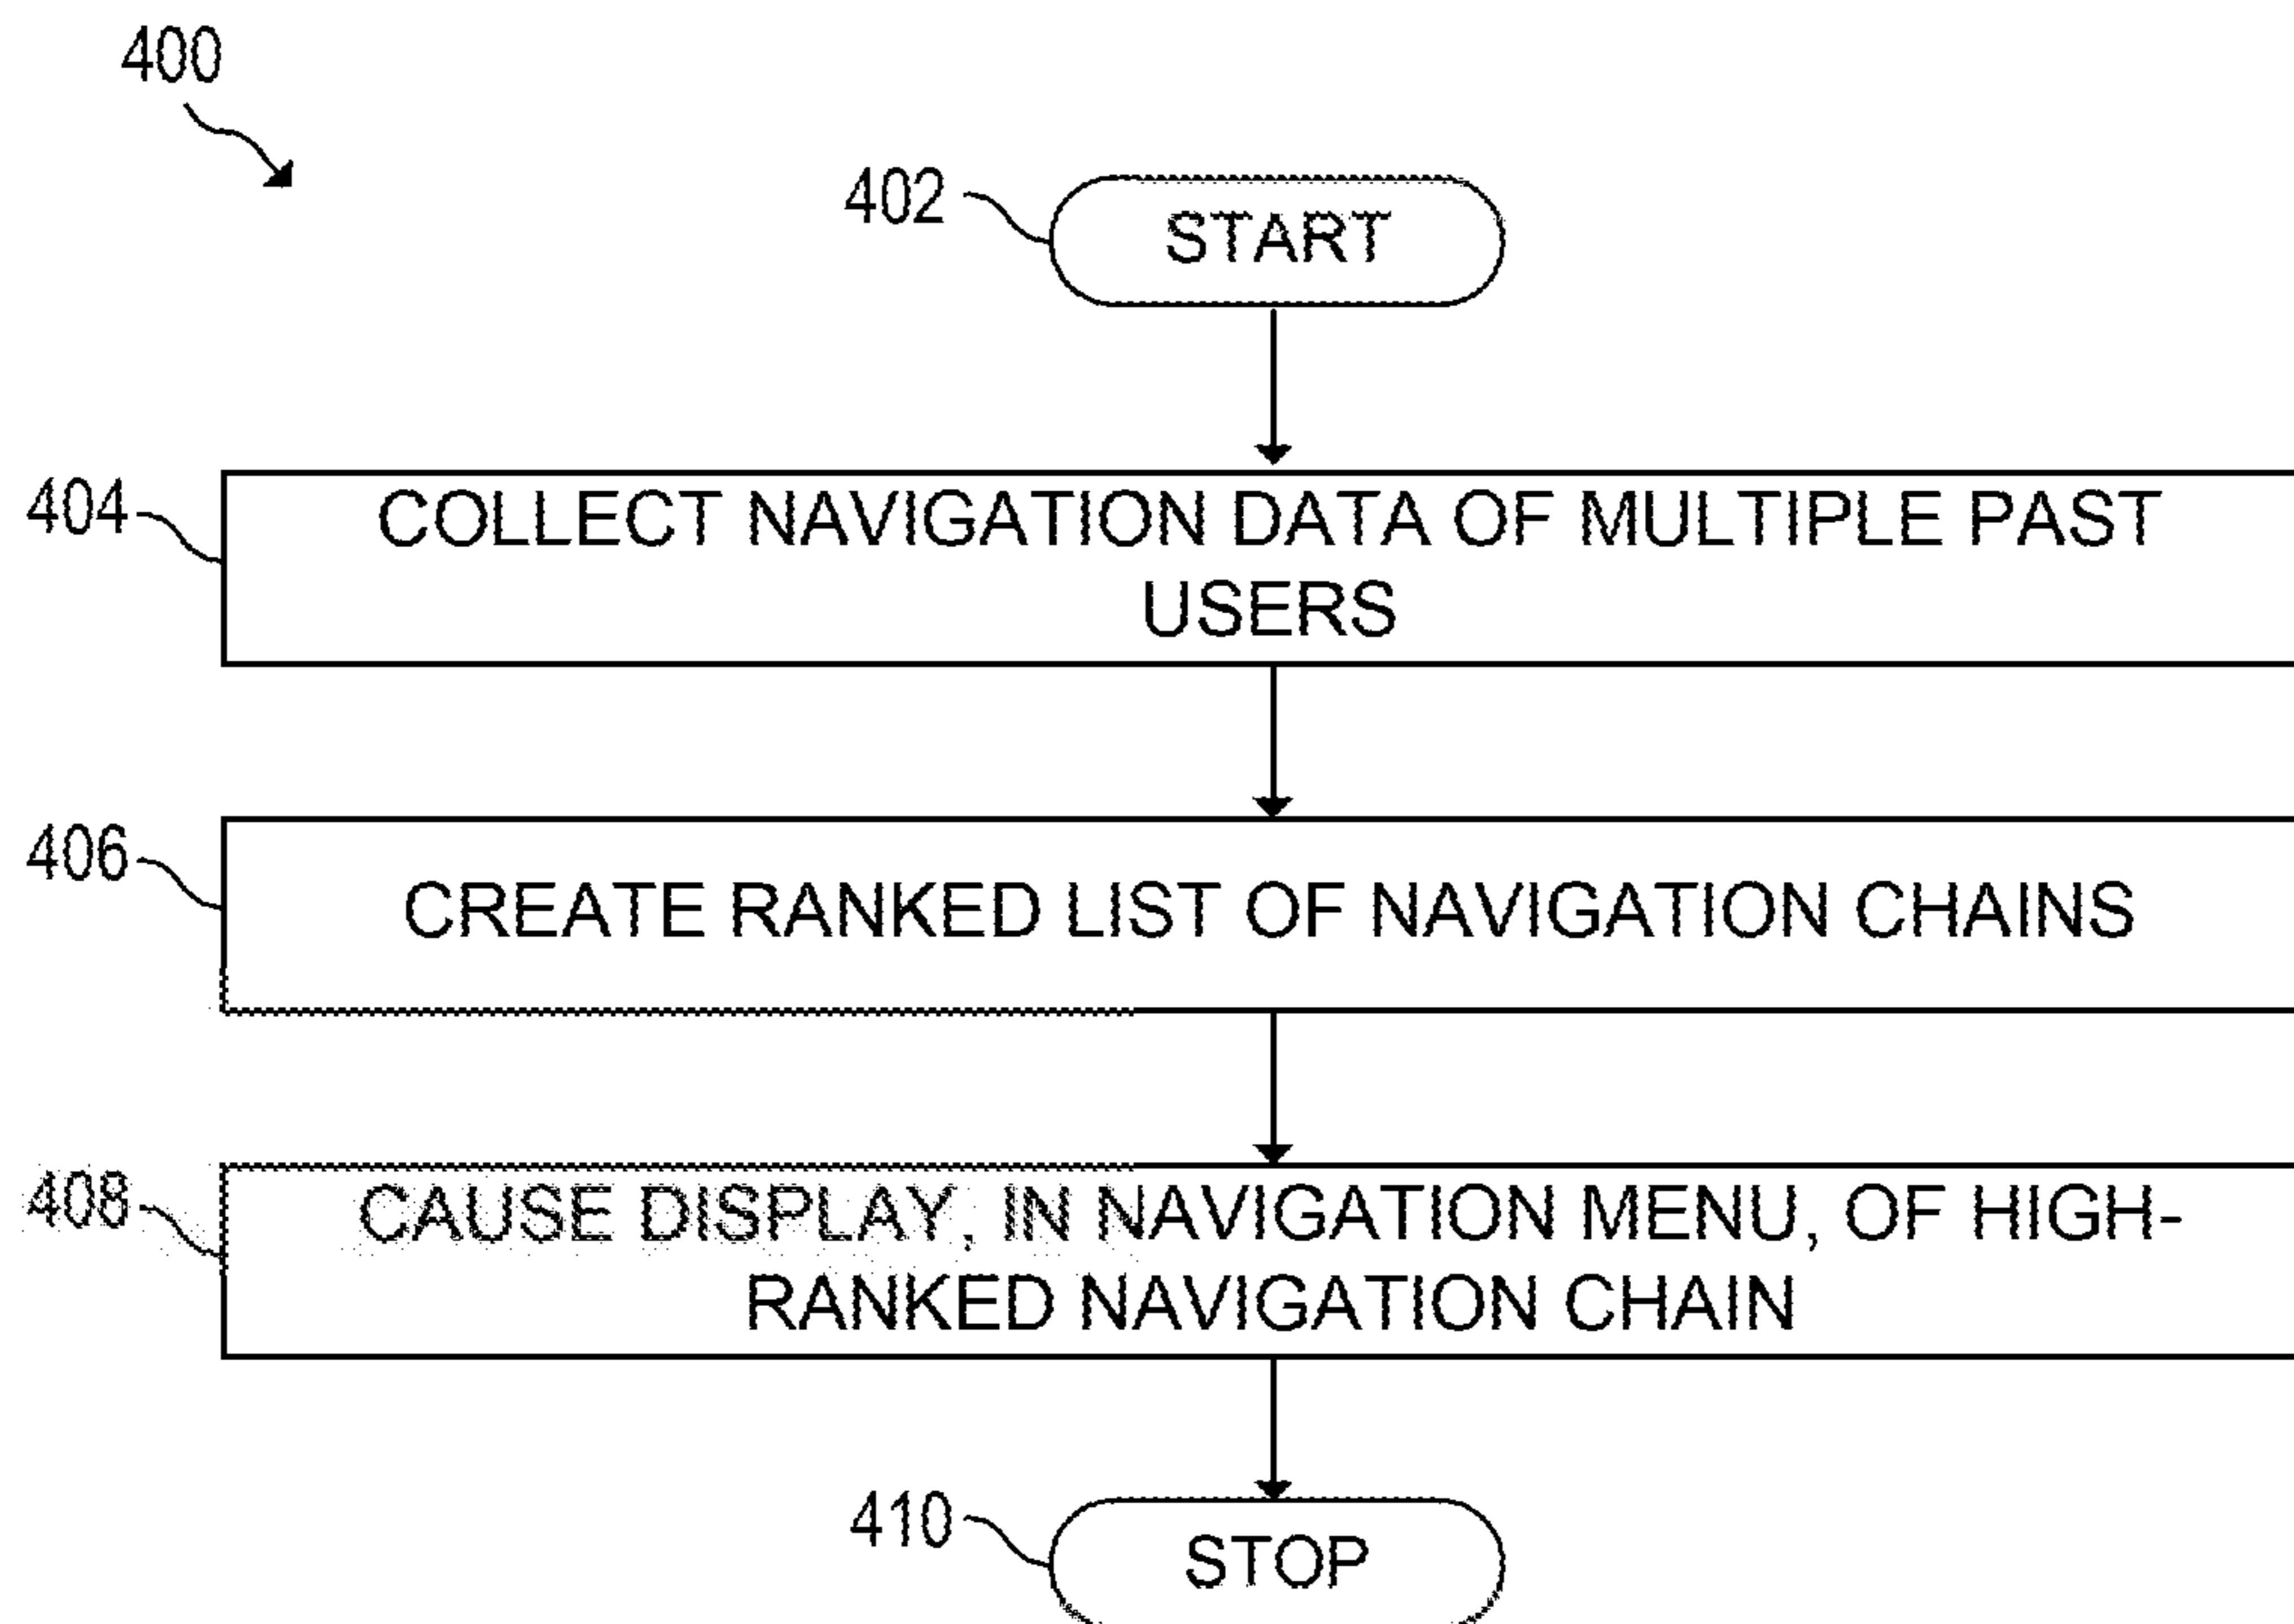 400
402
START
404
COLLECT NAVIGATION DATA OF MULTIPLE PAST
USERS
406
CREATE RANKED LIST OF NAVIGATION CHAINS
408
CAUSE DISPLAY, IN NAVIGATION MENU, OF HIGH-
RANKED NAVIGATION CHAIN
410
STOP